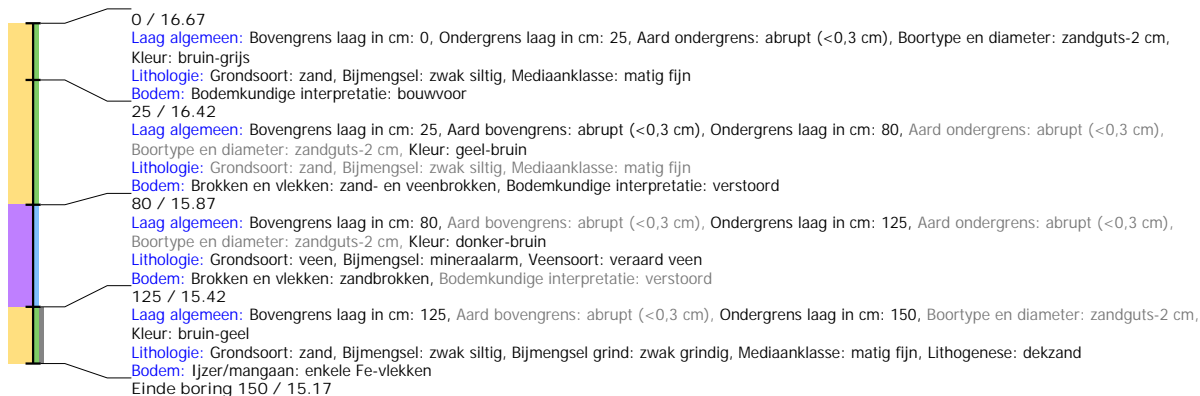 0 / 16.67
Laag algemeen: Bovengrens laag in cm: 0, Ondergrens laag in cm: 25, Aard ondergrens: abrupt (<0,3 cm), Boortype en diameter: zandguts-2 cm,
Kleur: bruin-grijs
Lithologie: Grondsoort: zand, Bijmengsel: zwak siltig, Mediaanklasse: matig fijn
Bodem: Bodemkundige interpretatie: bouwvoor
25 / 16.42
Laag algemeen: Bovengrens laag in cm: 25, Aard bovengrens: abrupt (<0,3 cm), Ondergrens laag in cm: 80, Aard ondergrens: abrupt (<0,3 cm),
Boortype en diameter: zandguts-2 cm, Kleur: geel-bruin
Lithologie: Grondsoort: zand, Bijmengsel: zwak siltig, Mediaanklasse: matig fijn
Bodem: Brokken en vlekken: zand- en veenbrokken, Bodemkundige interpretatie: verstoord
80 / 15.87
Laag algemeen: Bovengrens laag in cm: 80, Aard bovengrens: abrupt (<0,3 cm), Ondergrens laag in cm: 125, Aard ondergrens: abrupt (<0,3 cm),
Boortype en diameter: zandguts-2 cm, Kleur: donker-bruin
Lithologie: Grondsoort: veen, Bijmengsel: mineraalarm, Veensoort: veraard veen
Bodem: Brokken en vlekken: zandbrokken, Bodemkundige interpretatie: verstoord
125 / 15.42
Laag algemeen: Bovengrens laag in cm: 125, Aard bovengrens: abrupt (<0,3 cm), Ondergrens laag in cm: 150, Boortype en diameter: zandguts-2 cm,
Kleur: bruin-geel
Lithologie: Grondsoort: zand, Bijmengsel: zwak siltig, Bijmengsel grind: zwak grindig, Mediaanklasse: matig fijn, Lithogenese: dekzand
Bodem: Ijzer/mangaan: enkele Fe-vlekken
Einde boring 150 / 15.17